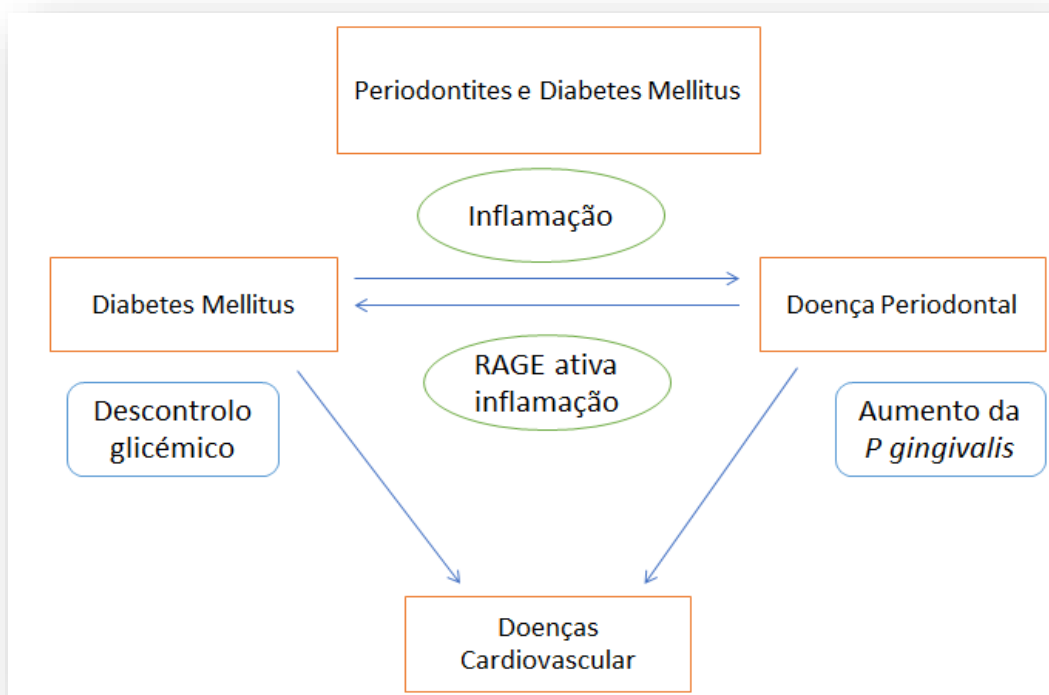 Periodontites e Diabetes Mellitus
Inflamação
Diabetes Mellitus
Doença Periodontal
RAGE ativa
inflamação
Descontrolo
glicémico
Aumento da
P gingivalis
Doenças
Cardiovascular